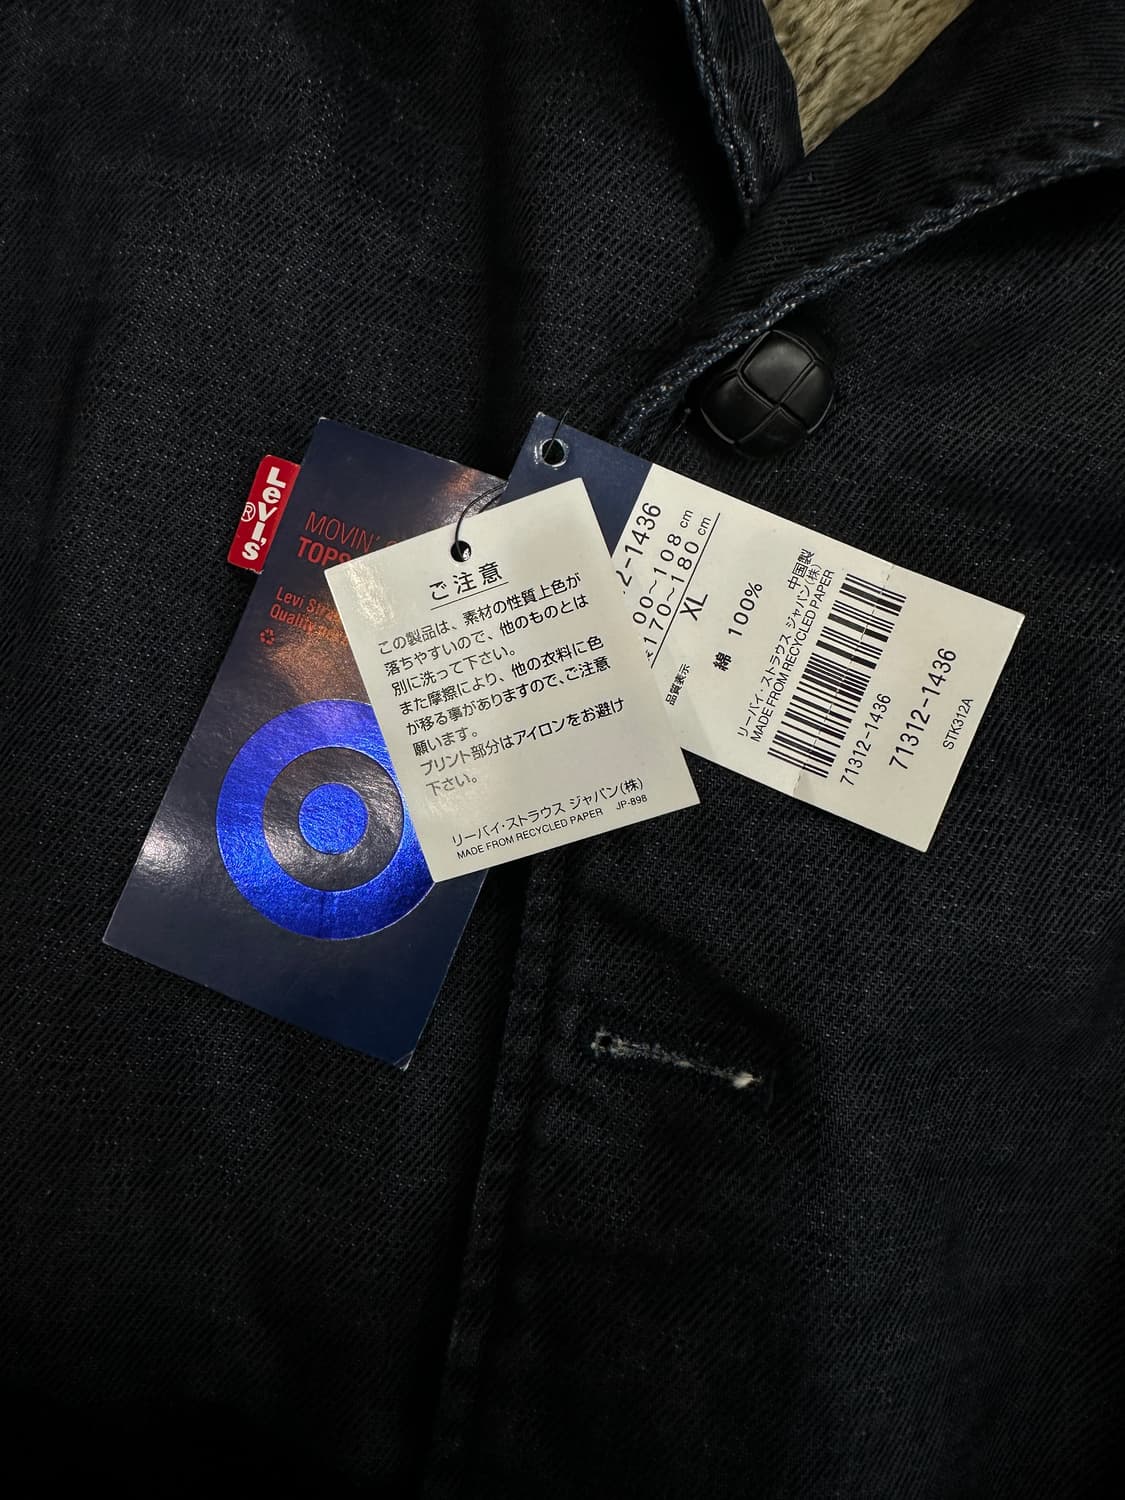 Levi's
®
MOVIN'
TOPS
Levi Str
Quality
ご注意
この製品は、素材の性質上色が
落ちやすいので、他のものとは
別に洗って下さい。
また摩擦により、他の衣料に色
が移る事がありますので、ご注意
願います。
プリント部分はアイロンをお避け
下さい。
リーバイ・ストラウス ジャパン(株)
MADE FROM RECYCLED PAPER JP-898
2-1436
00~108 cm
170~180 cm
XL
品質表示
綿 100%
中国製
リーバイ・ストラウス ジャパン(株)
MADE FROM RECYCLED PAPER
71312-1436
71312-1436
STK312A